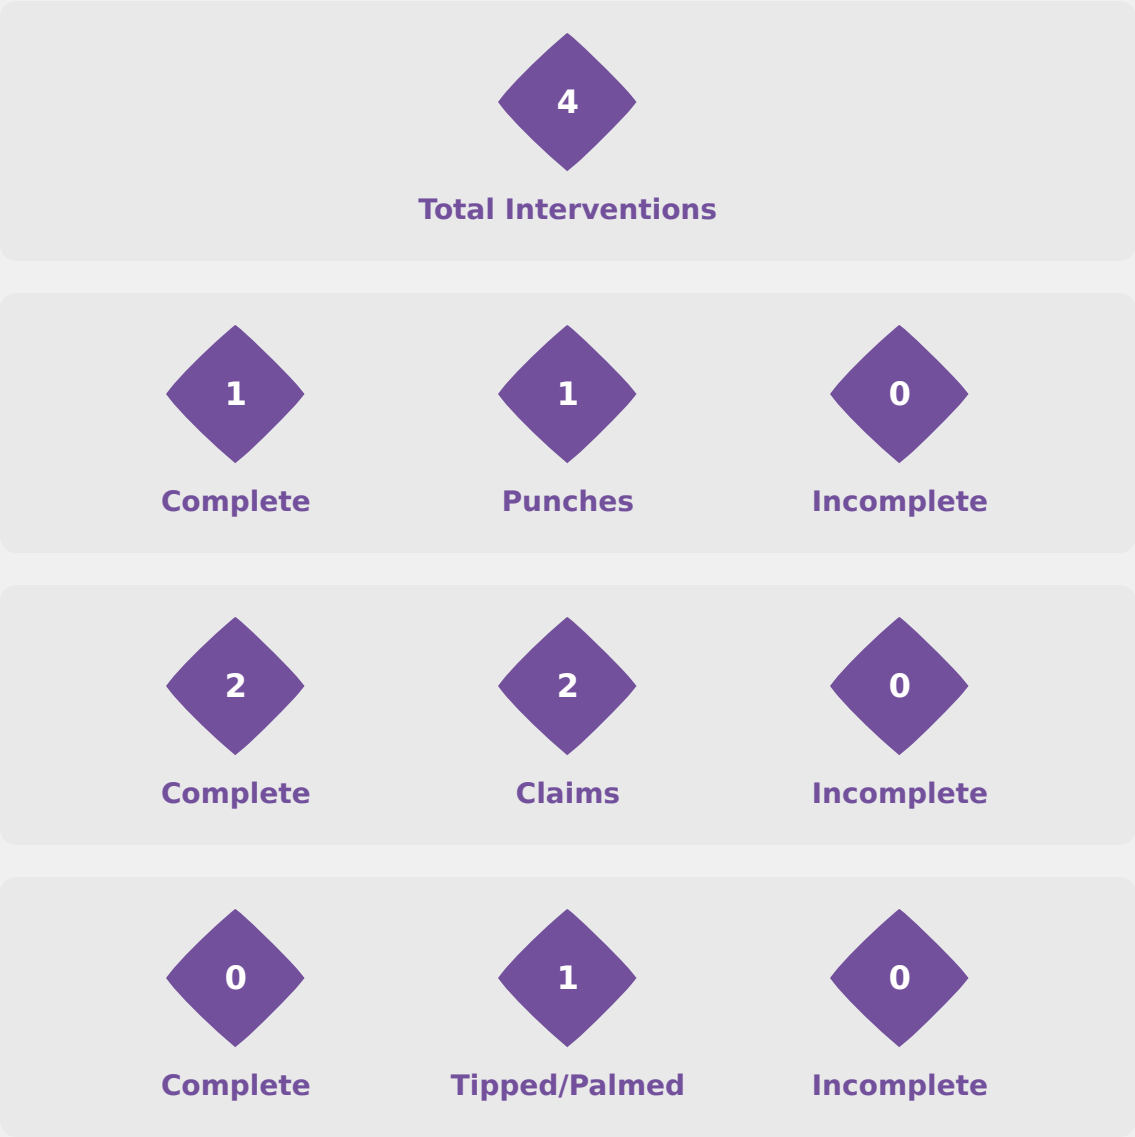 4
Total Interventions
1 1 0
Complete Punches Incomplete
2 2 0
Complete Claims Incomplete
0 1 0
Complete Tipped/Palmed Incomplete